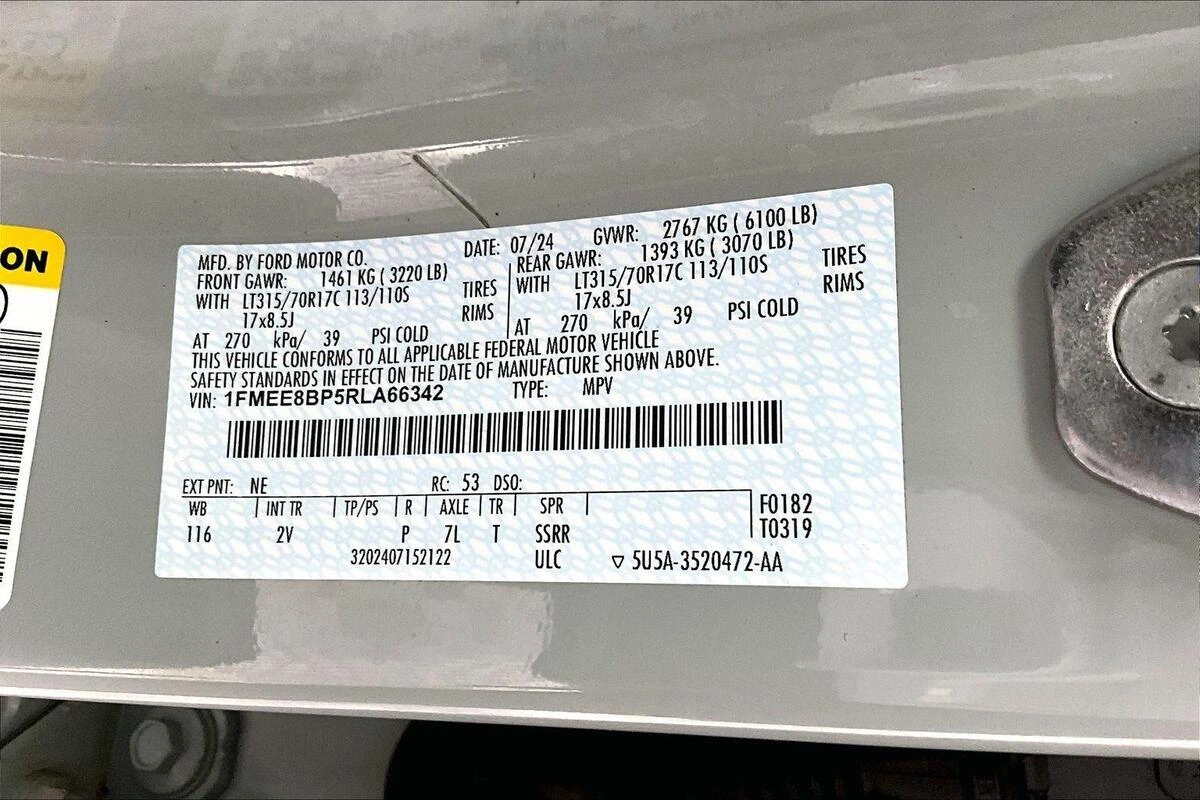 ON
MFD. BY FORD MOTOR CO. DATE: 07/24 GVWR: 2767 KG ( 6100 LB)
FRONT GAWR: 1461 KG ( 3220 LB) REAR GAWR: 1393 KG ( 3070 LB)
WITH LT315/70R17C 113/110S TIRES WITH LT315/70R17C 113/110S TIRES
17x8.5J RIMS 17x8.5J RIMS
AT 270 kPa/ 39 PSI COLD AT 270 kPa/ 39 PSI COLD
THIS VEHICLE CONFORMS TO ALL APPLICABLE FEDERAL MOTOR VEHICLE
SAFETY STANDARDS IN EFFECT ON THE DATE OF MANUFACTURE SHOWN ABOVE.
VIN: 1FMEE8BP5RLA66342 TYPE: MPV
EXT PNT: NE RC: 53 DSO:
WB INT TR TP/PS R AXLE TR SPR F0182
116 2V P 7L T SSRR T0319
3202407152122 ULC ▽ 5U5A-3520472-AA